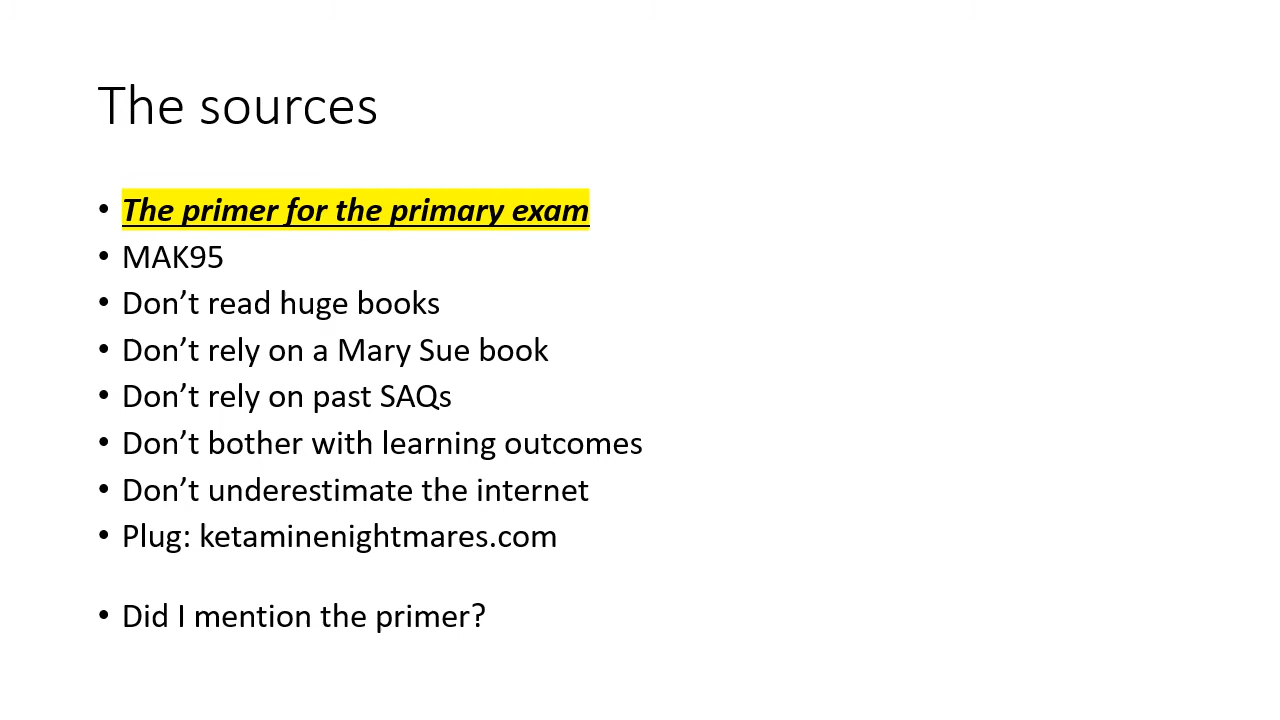 The sources
• The primer for the primary exam
• MAK95
• Don’t read huge books
• Don’t rely on a Mary Sue book
• Don’t rely on past SAQs
• Don’t bother with learning outcomes
• Don’t underestimate the internet
• Plug: ketaminenightmares.com
• Did I mention the primer?